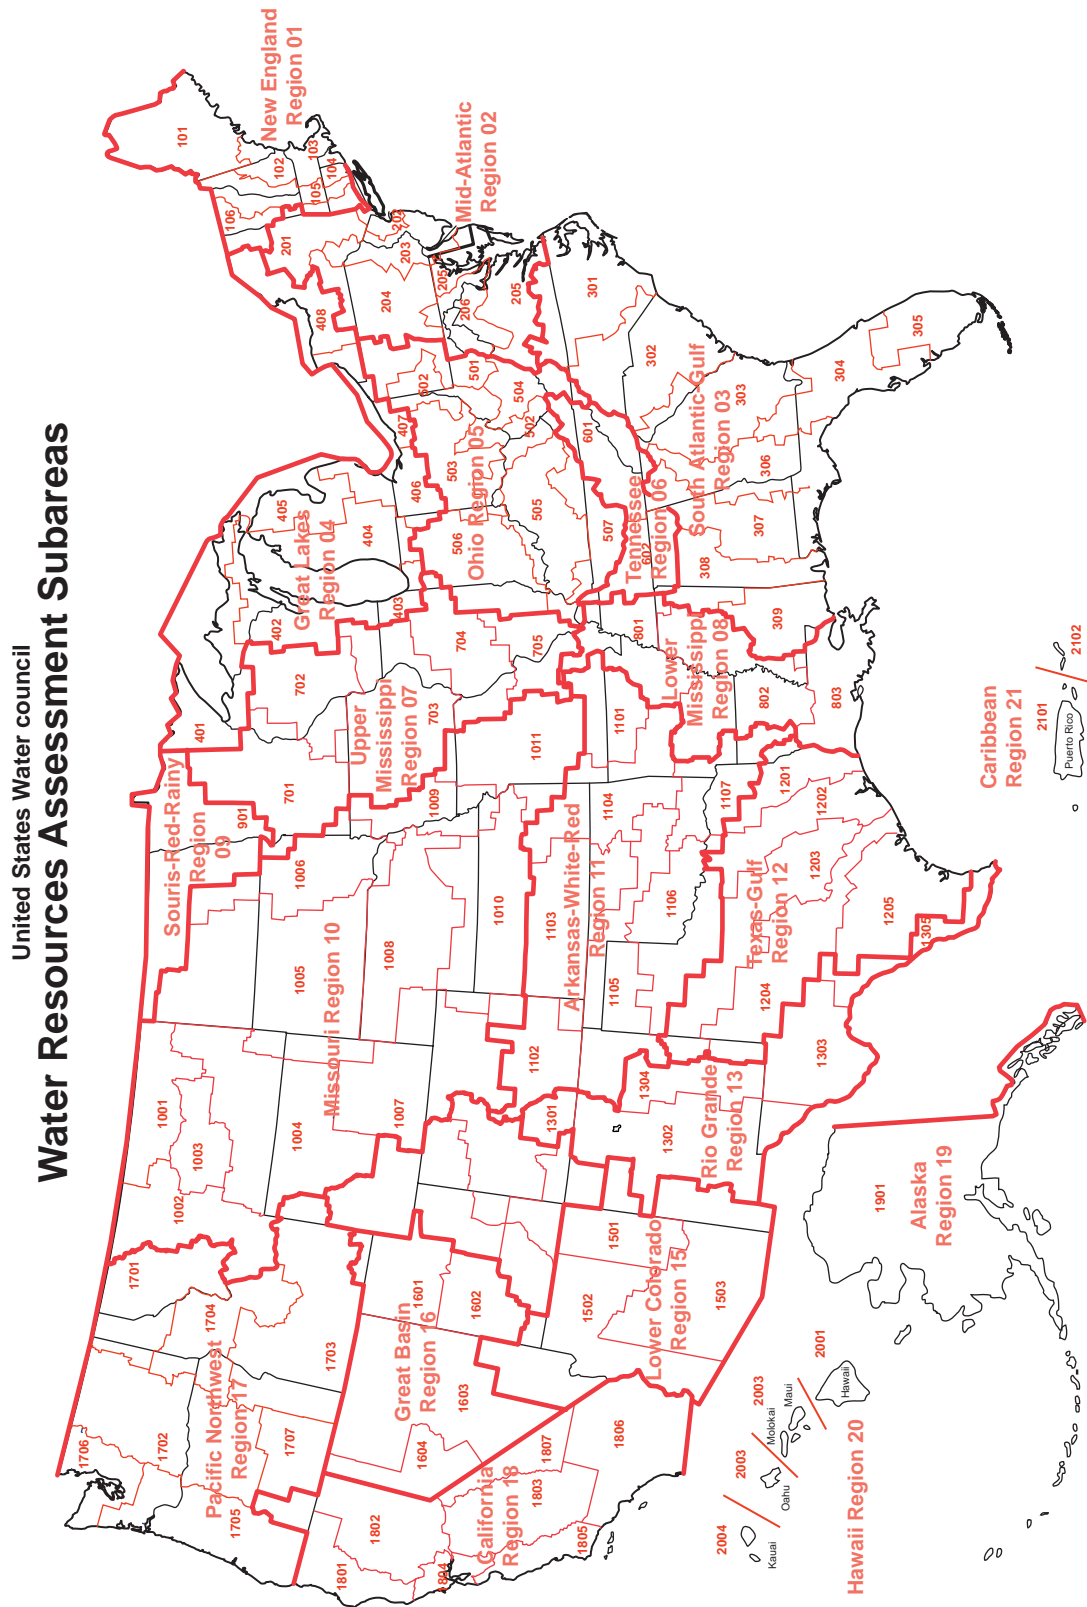 United States Water council
Water Resources Assessment Subareas
New England
Region 01
Mid-Atlantic
Region 02
South Atlantic Gulf
Region 03
Great Lakes
Region 04
Ohio Region 05
Tennessee
Region 06
Upper
Mississippi
Region 07
Lower
Mississippi
Region 08
Souris-Red-Rainy
Region
09
Missouri Region 10
Arkansas-White-Red
Region 11
Texas-Gulf
Region 12
Rio Grande
Region 13
Lower Colorado
Region 15
Great Basin
Region 16
Pacific Northwest
Region 17
California
Region 18
Alaska
Region 19
Hawaii Region 20
Caribbean
Region 21
101
102
103
104
105
106
201
202
203
204
205
206
205
301
302
303
304
305
306
307
308
309
401
402
403
404
405
406
407
408
501
502
502
503
504
505
506
507
601
602
701
702
703
704
705
801
802
803
901
1001
1002
1003
1004
1005
1006
1007
1008
1009
1010
1011
1101
1102
1103
1104
1105
1106
1107
1201
1202
1203
1204
1205
1301
1302
1303
1304
1305
1501
1502
1503
1601
1602
1603
1604
1701
1702
1703
1704
1705
1706
1707
1801
1802
1803
1804
1805
1806
1807
1901
2001
2003
2003
2004
2101
2102
Kauai
Oahu
Molokai
Maui
Hawaii
Puerto Rico